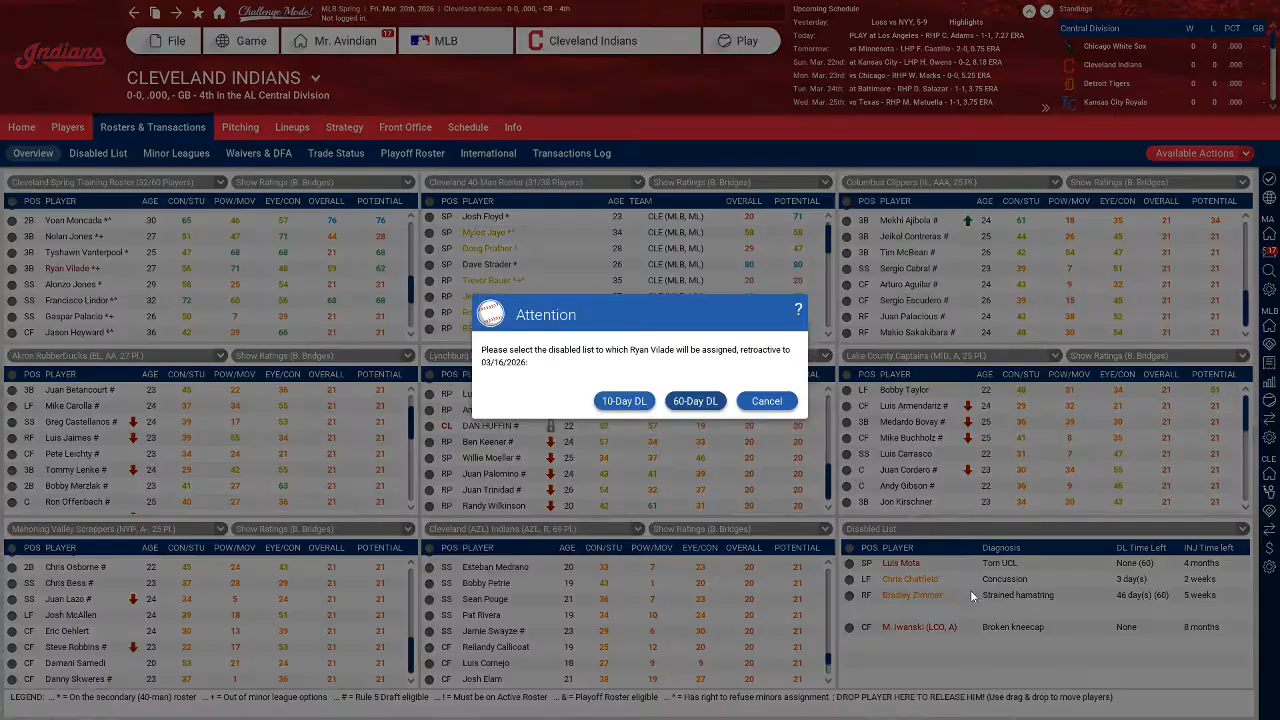 Challenge Mode!
MLB Spring | Fri. Mar. 20th, 2026 | Cleveland Indians 0-0, .000, - GB - 4th
Not logged in.
File
Game
Mr. Avindian 17
MLB
Cleveland Indians
Play
Indians
CLEVELAND INDIANS
0-0, .000, - GB - 4th in the AL Central Division
Upcoming Schedule
Yesterday: Loss vs NYY, 5-9 Highlights
Today: PLAY at Los Angeles - RHP C. Adams - 1-1, 7.27 ERA
Tomorrow: vs Minnesota - LHP F. Castillo - 2-0, 0.75 ERA
Sun. Mar. 22nd: at Kansas City - LHP H. Owens - 0-2, 8.18 ERA
Mon. Mar. 23rd: vs Chicago - RHP W. Marks - 0-0, 5.25 ERA
Tue. Mar. 24th: at Baltimore - RHP D. Salazar - 1-1, 3.75 ERA
Wed. Mar. 25th: vs Texas - RHP M. Matuella - 1-1, 3.75 ERA
Standings
Central Division W L PCT GB
Chicago White Sox 0 0 .000 -
Cleveland Indians 0 0 .000 -
Detroit Tigers 0 0 .000 -
Kansas City Royals 0 0 .000 -
Home Players Rosters & Transactions Pitching Lineups Strategy Front Office Schedule Info
Overview Disabled List Minor Leagues Waivers & DFA Trade Status Playoff Roster International Transactions Log
Available Actions
Cleveland Spring Training Roster (32/60 Players) Show Ratings (B. Bridges)
POS PLAYER AGE CON/STU POW/MOV EYE/CON OVERALL POTENTIAL
2B Yoan Moncada *^ 30 65 46 57 76 76
3B Nolan Jones *+ 27 51 47 71 44 28
3B Tyshawn Vanterpool * 25 47 68 68 21 68
3B Ryan Vilade *+ 27 56 71 48 59 62
SS Alonzo Jones * 29 58 25 54 21 21
SS Francisco Lindor *^ 32 72 60 56 68 68
CF Gaspar Palacio *+ 26 50 7 39 21 21
CF Jason Heyward *^ 36 42 39 66 21 21
Cleveland 40-Man Roster (31/38 Players) Show Ratings (B. Bridges)
POS PLAYER AGE TEAM OVERALL POTENTIAL
SP Josh Floyd * 23 CLE (MLB, ML) 20 71
SP Myles Jaye *^ 34 CLE (MLB, ML) 58 58
SP Doug Prather * 28 CLE (MLB, ML) 29 47
SP Dave Strader * 26 CLE (MLB, ML) 80 80
SP Trevor Bauer *+^ 35 CLE (MLB, ML) 20 20
Columbus Clippers (IL, AAA, 25 Pl.) Show Ratings (B. Bridges)
POS PLAYER AGE CON/STU POW/MOV EYE/CON OVERALL POTENTIAL
3B Mekhi Ajibola # 24 61 18 35 20 34
3B Jeikol Contreras # 25 44 26 45 21 21
3B Tim McBean # 26 42 54 47 21 21
SS Sergio Cabral # 23 39 7 52 21 21
CF Arturo Aguilar # 24 43 7 51 21 21
CF Sergio Escudero # 24 39 15 52 21 21
RF Juan Palacious # 24 43 40 42 21 21
RF Makio Sakakibara # 24 48 30 54 21 21
Attention ?
Please select the disabled list to which Ryan Vilade will be assigned, retroactive to
03/16/2026:
10-Day DL 60-Day DL Cancel
Akron RubberDucks (EL, AA, 27 Pl.) Show Ratings (B. Bridges)
POS PLAYER AGE CON/STU POW/MOV EYE/CON OVERALL POTENTIAL
3B Juan Betancourt # 23 45 22 36 21 21
LF Mike Carolla # 24 37 34 34 21 21
SS Greg Castellanos # 24 53 17 45 21 21
RF Luis Jaimes # 23 39 55 34 21 21
CF Pete Leichty # 23 34 24 21 21 21
3B Tommy Lenke # 24 29 42 55 21 21
2B Bobby Merzlak # 23 41 27 63 21 21
C Ron Offenbach # 25 40 27 36 21 21
CL DAN HUFFIN # 22 52 57 19 20 20
RP Ben Keener # 24 57 34 33 20 20
SP Willie Moeller # 25 34 37 46 20 20
RP Juan Palomino # 24 43 41 39 20 20
RP Juan Trinidad # 26 54 32 37 20 20
RP Randy Wilkinson 20 42 61 31 20 20
Lake County Captains (MID, A, 25 Pl.) Show Ratings (B. Bridges)
POS PLAYER AGE CON/STU POW/MOV EYE/CON OVERALL POTENTIAL
LF Bobby Taylor 22 48 31 34 21 51
CF Luis Armendariz # 24 38 36 40 21 21
CF Medardo Bovay # 25 36 39 43 21 21
CF Mike Buchholz # 25 41 8 35 21 21
SS Luis Carrasco 22 31 7 47 21 21
C Juan Cordero # 23 30 34 55 21 21
C Andy Gibson # 22 36 9 46 21 21
3B Jon Kirschner 23 34 30 43 21 21
Mahoning Valley Scrappers (NYP, A-, 25 Pl.) Show Ratings (B. Bridges)
POS PLAYER AGE CON/STU POW/MOV EYE/CON OVERALL POTENTIAL
2B Chris Osborne # 22 45 24 43 21 21
SS Chris Bess # 23 37 28 29 21 21
SS Juan Lazo # 23 34 5 24 21 21
LF Josh McAllen 21 38 24 36 21 21
CF Eric Oehlert 24 30 13 39 21 21
CF Steve Robbins # 23 22 17 53 21 21
CF Damani Samedi 20 53 21 24 21 21
CF Danny Skweres # 23 37 1 36 21 21
Cleveland (AZL) Indians (AZL, R, 69 Pl.) Show Ratings (B. Bridges)
POS PLAYER AGE CON/STU POW/MOV EYE/CON OVERALL POTENTIAL
SS Esteban Medrano 20 33 7 23 21 21
SS Bobby Petrie 19 43 1 20 21 21
SS Sean Pouge 21 36 7 23 21 21
SS Pat Rivera 19 24 10 24 21 21
SS Jamie Swayze # 23 29 6 30 21 21
CF Reilandy Callicoat 19 25 12 20 21 21
CF Luis Cornejo 18 27 9 9 21 21
CF Josh Elam 21 38 19 27 21 21
Disabled List
POS PLAYER Diagnosis DL Time Left INJ Time left
SP Luis Mota Torn UCL None (60) 4 months
LF Chris Chatfield Concussion 3 day(s) 2 weeks
RF Bradley Zimmer Strained hamstring 46 day(s) (60) 5 weeks
CF M. Iwanski (LCO, A) Broken kneecap None 8 months
LEGEND: ... * = On the secondary (40-man) roster ... + = Out of minor league options ... # = Rule 5 Draft eligible ... ! = Must be on Active Roster ... & = Playoff Roster eligible ... ^ = Has right to refuse minors assignment ; DROP PLAYER HERE TO RELEASE HIM! (Use drag & drop to move players)
MA
17
MLB
CLE